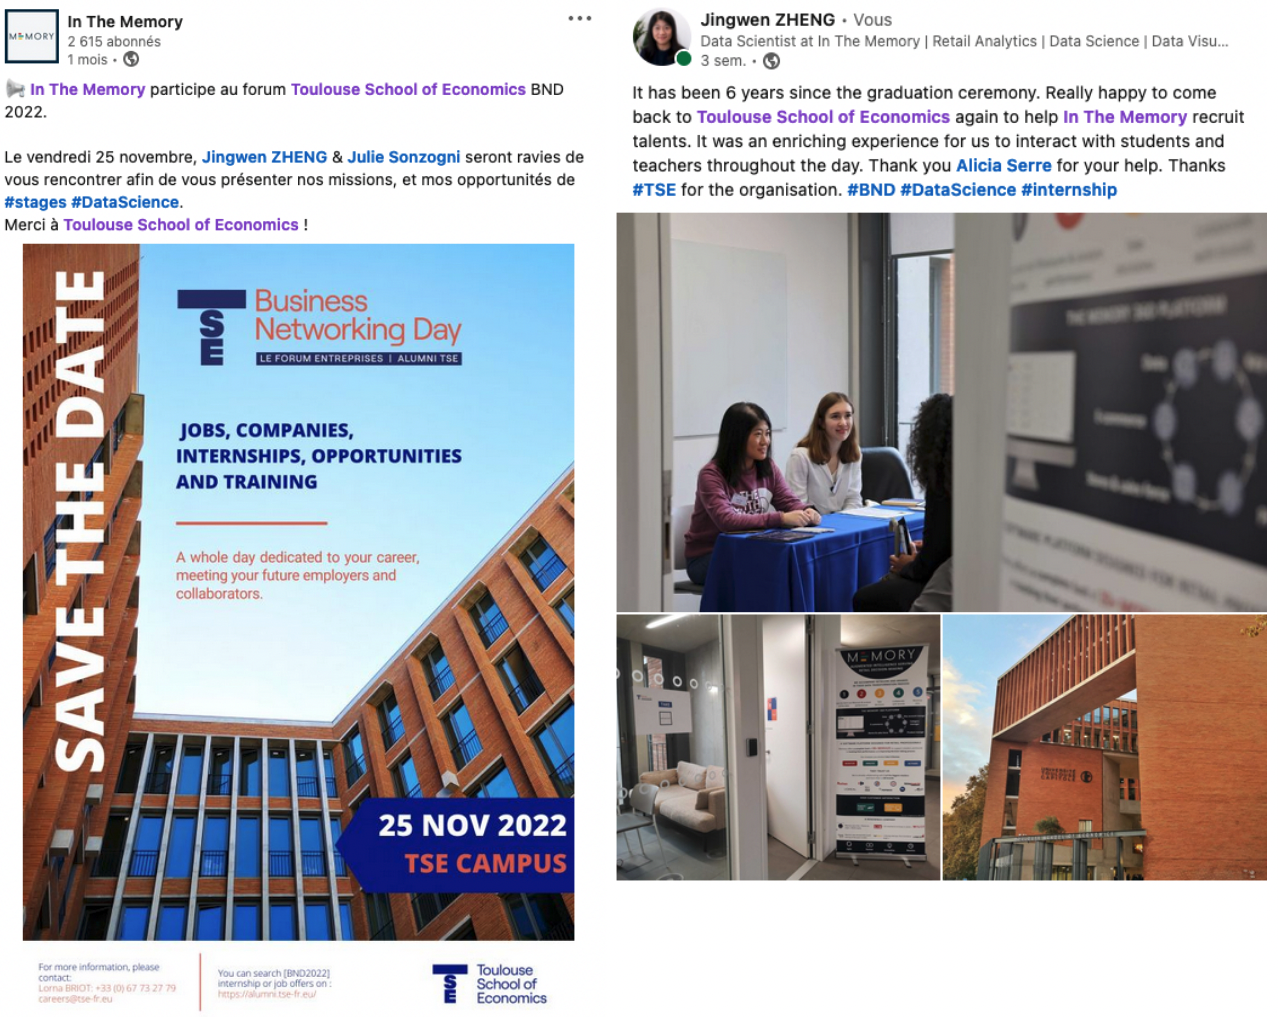 MEMORY
In The Memory
2 615 abonnés
1 mois •
In The Memory participe au forum Toulouse School of Economics BND
2022.
Le vendredi 25 novembre, Jingwen ZHENG & Julie Sonzogni seront ravies de
vous rencontrer afin de vous présenter nos missions, et mos opportunités de
#stages #DataScience.
Merci à Toulouse School of Economics !
SAVE THE DATE
TSE
Business
Networking Day
LE FORUM ENTREPRISES | ALUMNI TSE
JOBS, COMPANIES,
INTERNSHIPS, OPPORTUNITIES
AND TRAINING
A whole day dedicated to your career,
meeting your future employers and
collaborators.
25 NOV 2022
TSE CAMPUS
For more information, please
contact:
Lorna BRIOT: +33 (0) 67 73 27 79
careers@tse-fr.eu
You can search [BND2022]
internship or job offers on :
https://alumni.tse-fr.eu/
TSE
Toulouse
School of
Economics
Jingwen ZHENG • Vous
Data Scientist at In The Memory | Retail Analytics | Data Science | Data Visu...
3 sem. •
It has been 6 years since the graduation ceremony. Really happy to come
back to Toulouse School of Economics again to help In The Memory recruit
talents. It was an enriching experience for us to interact with students and
teachers throughout the day. Thank you Alicia Serre for your help. Thanks
#TSE for the organisation. #BND #DataScience #internship
THE MEMORY 360 PLATFORM
MEMORY